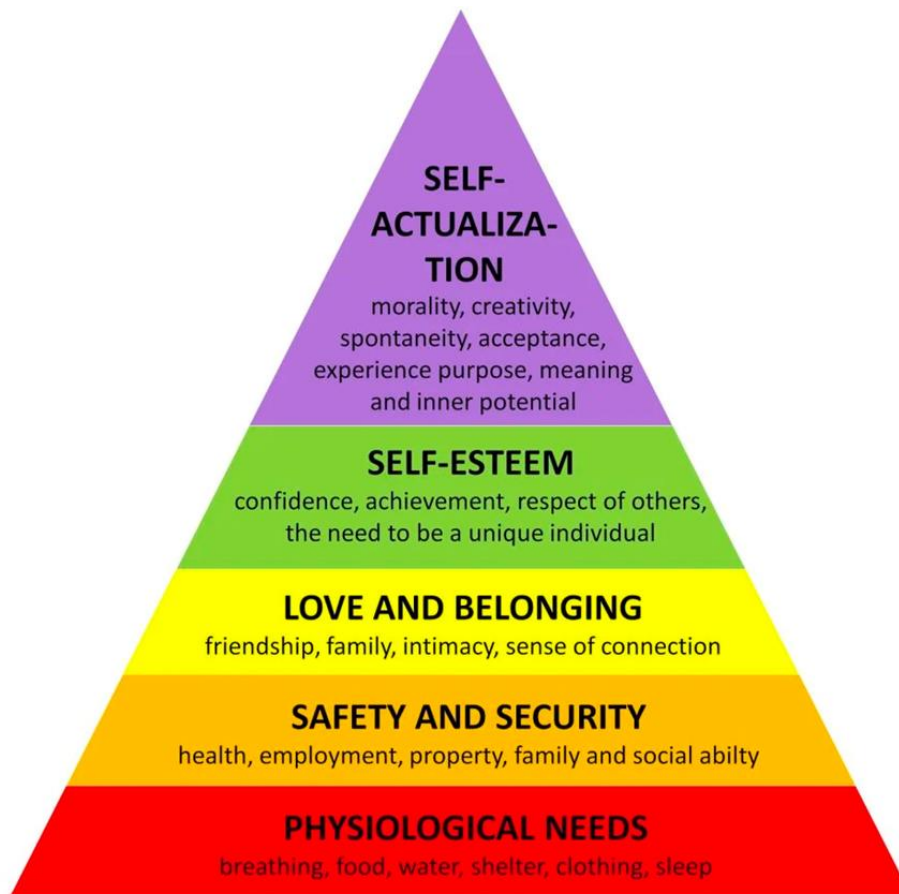 SELF-
ACTUALIZA-
TION
morality, creativity,
spontaneity, acceptance,
experience purpose, meaning
and inner potential
SELF-ESTEEM
confidence, achievement, respect of others,
the need to be a unique individual
LOVE AND BELONGING
friendship, family, intimacy, sense of connection
SAFETY AND SECURITY
health, employment, property, family and social abilty
PHYSIOLOGICAL NEEDS
breathing, food, water, shelter, clothing, sleep